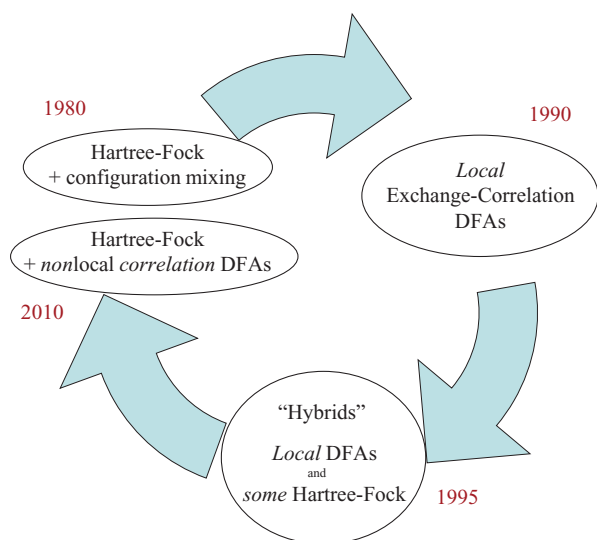 1980
Hartree-Fock
+ configuration mixing
1990
Local
Exchange-Correlation
DFAs
Hartree-Fock
+ nonlocal correlation DFAs
2010
“Hybrids”
Local DFAs
and
some Hartree-Fock
1995